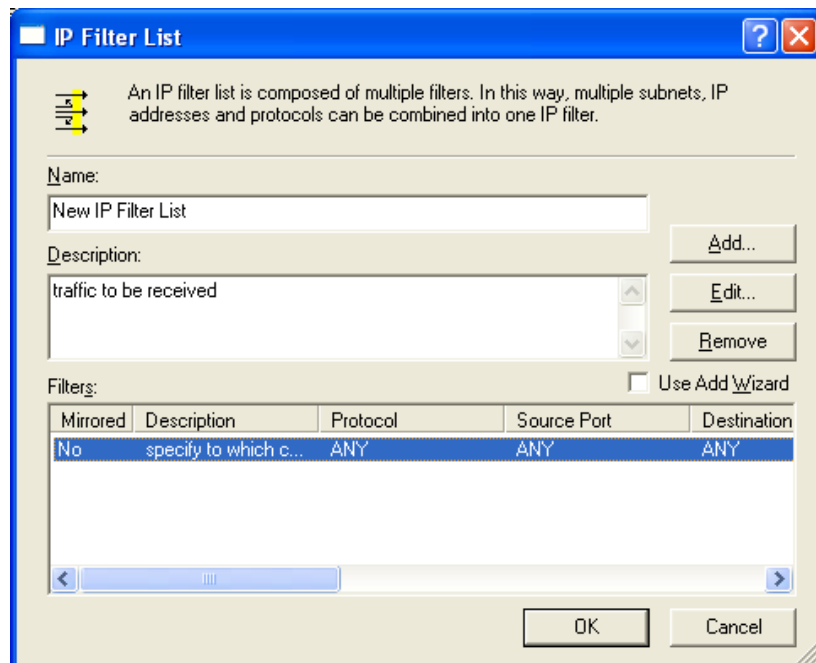 IP Filter List
An IP filter list is composed of multiple filters. In this way, multiple subnets, IP
addresses and protocols can be combined into one IP filter.
Name:
New IP Filter List
Add...
Description:
traffic to be received
Edit...
Remove
Filters:
Use Add Wizard
Mirrored Description Protocol Source Port Destination
No specify to which c... ANY ANY ANY
OK Cancel